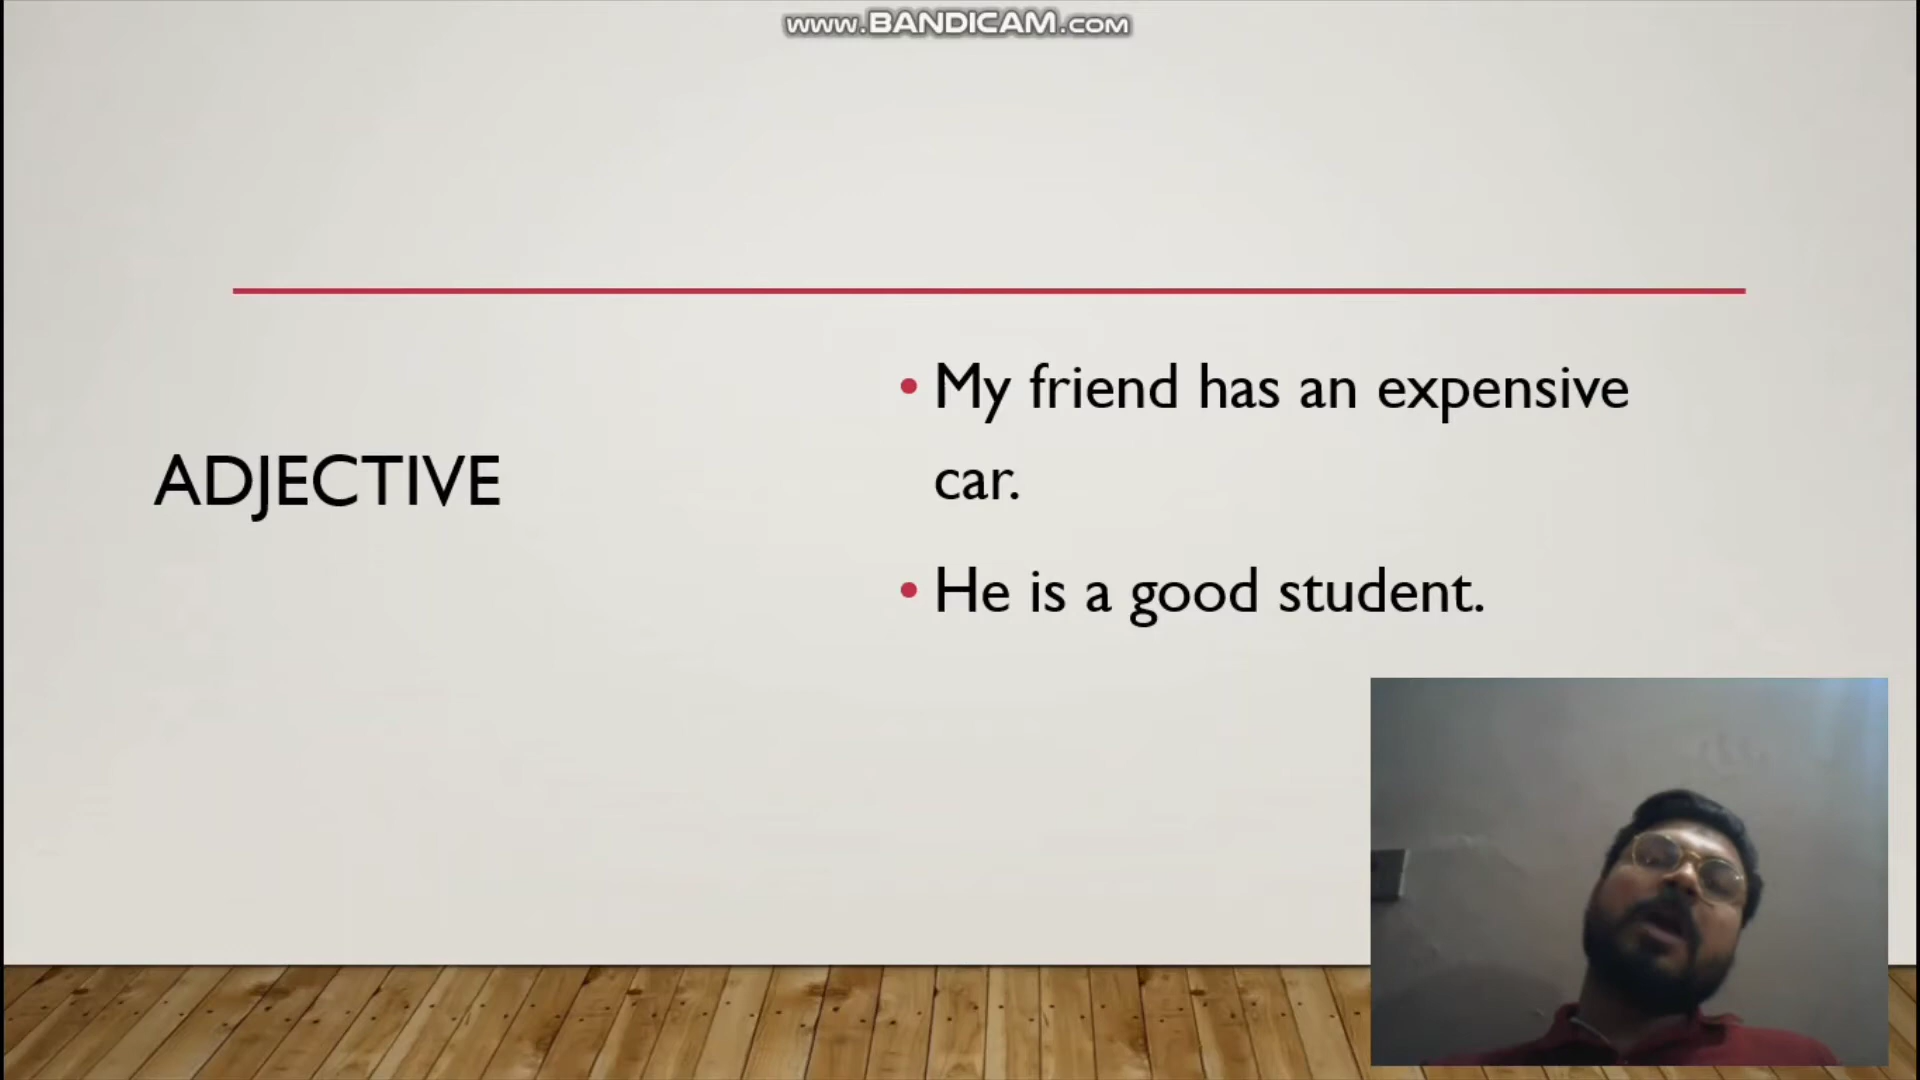 www.BANDICAM.com
ADJECTIVE
• My friend has an expensive
car.
• He is a good student.